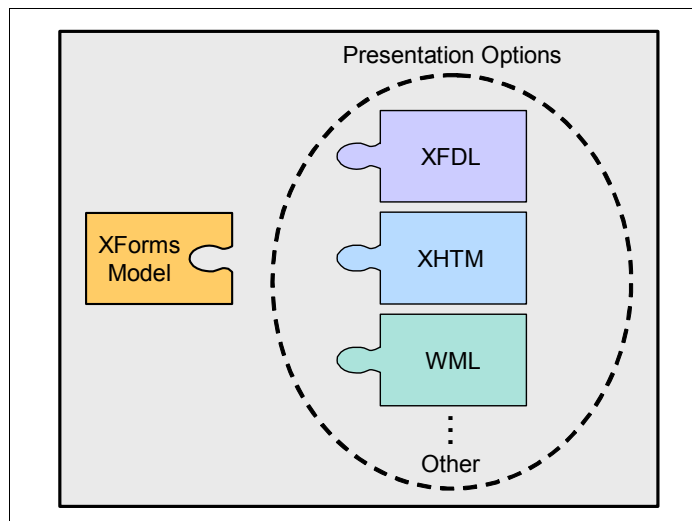 Presentation Options
XFDL
XForms
Model
XHTM
WML
Other